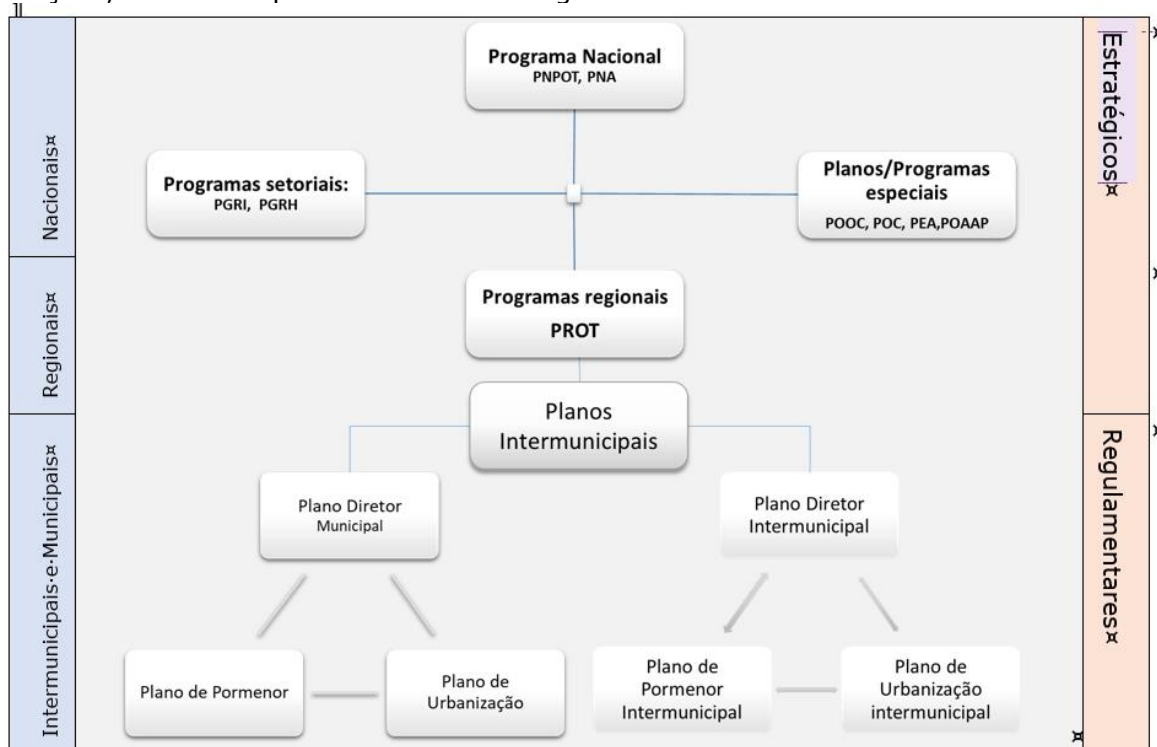 Programa Nacional
PNPOT, PNA
Programas setoriais:
PGRI, PGRH
Planos/Programas
especiais
POOC, POC, PEA,POAAP
Programas regionais
PROT
Planos
Intermunicipais
Plano Diretor
Municipal
Plano Diretor
Intermunicipal
Plano de Pormenor
Plano de
Urbanização
Plano de
Pormenor
Intermunicipal
Plano de
Urbanização
intermunicipal
Nacionais¤
Regionais¤
Intermunicipais·e·Municipais¤
Estratégicos¤
Regulamentares¤